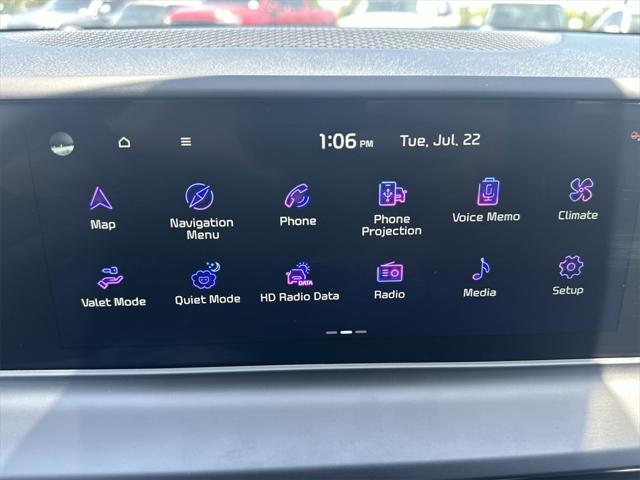 1:06 PM Tue, Jul. 22
Map
Navigation
Menu
Phone
Phone
Projection
Voice Memo
Climate
Valet Mode
Quiet Mode
DATA
HD Radio Data
Radio
Media
Setup